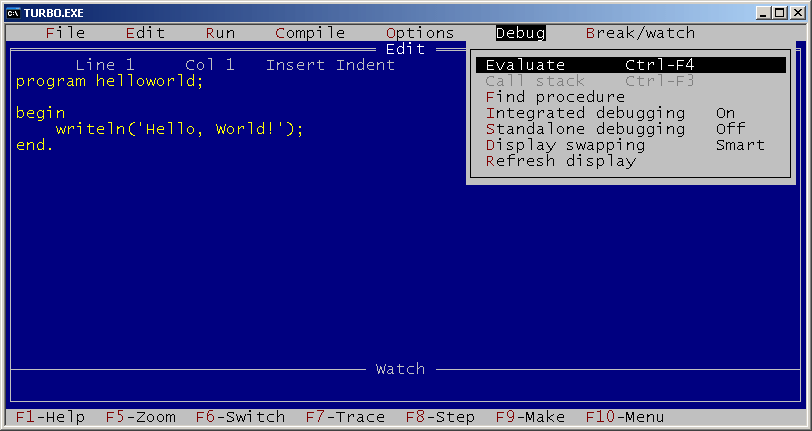 C:\ TURBO.EXE
File Edit Run Compile Options Debug Break/watch
Edit
Line 1 Col 1 Insert Indent
program helloworld;
begin
writeln('Hello, World!');
end.
Evaluate Ctrl-F4
Call stack Ctrl-F3
Find procedure
Integrated debugging On
Standalone debugging Off
Display swapping Smart
Refresh display
Watch
F1-Help F5-Zoom F6-Switch F7-Trace F8-Step F9-Make F10-Menu